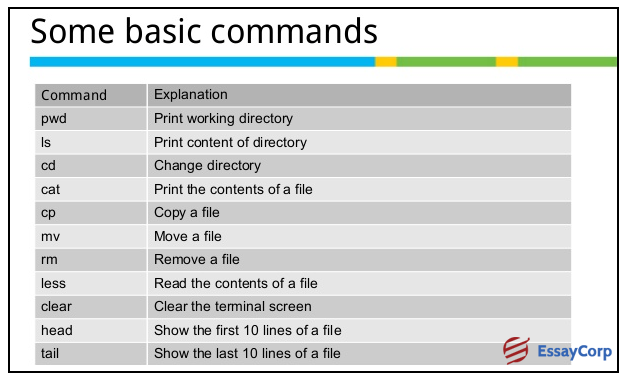 Some basic commands
Command Explanation
pwd Print working directory
ls Print content of directory
cd Change directory
cat Print the contents of a file
cp Copy a file
mv Move a file
rm Remove a file
less Read the contents of a file
clear Clear the terminal screen
head Show the first 10 lines of a file
tail Show the last 10 lines of a file
EssayCorp